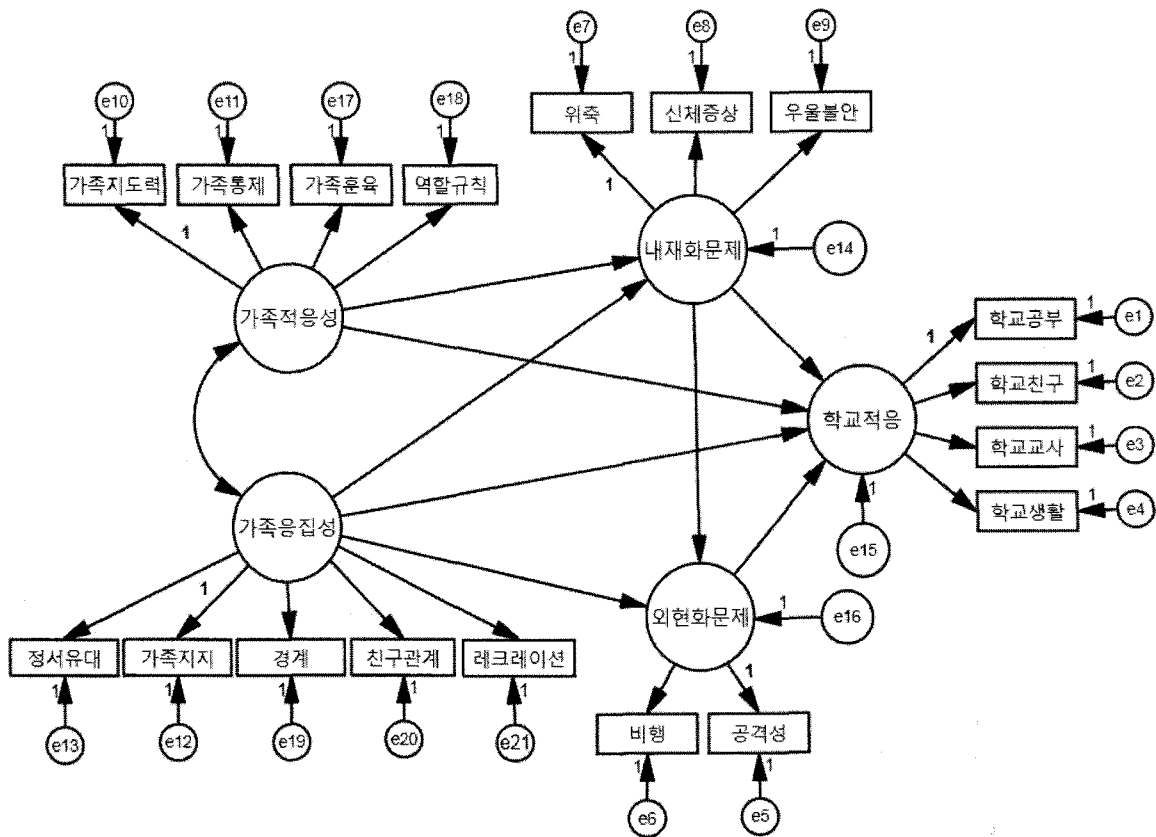 e7 e8 e9
1 1 1
위축 신체증상 우울불안
e10 e11 e17 e18
1 1 1 1
가족지도력 가족통제 가족훈육 역할규칙
1 1
내재화문제 1 e14
가족적응성
학교공부 1 e1
1
학교친구 1 e2
학교적응
학교교사 1 e3
학교생활 1 e4
1
e15
가족응집성
1
외현화문제 1 e16
정서유대 가족지지 경계 친구관계 레크레이션
1 1 1 1 1
e13 e12 e19 e20 e21
1
비행 공격성
1 1
e6 e5